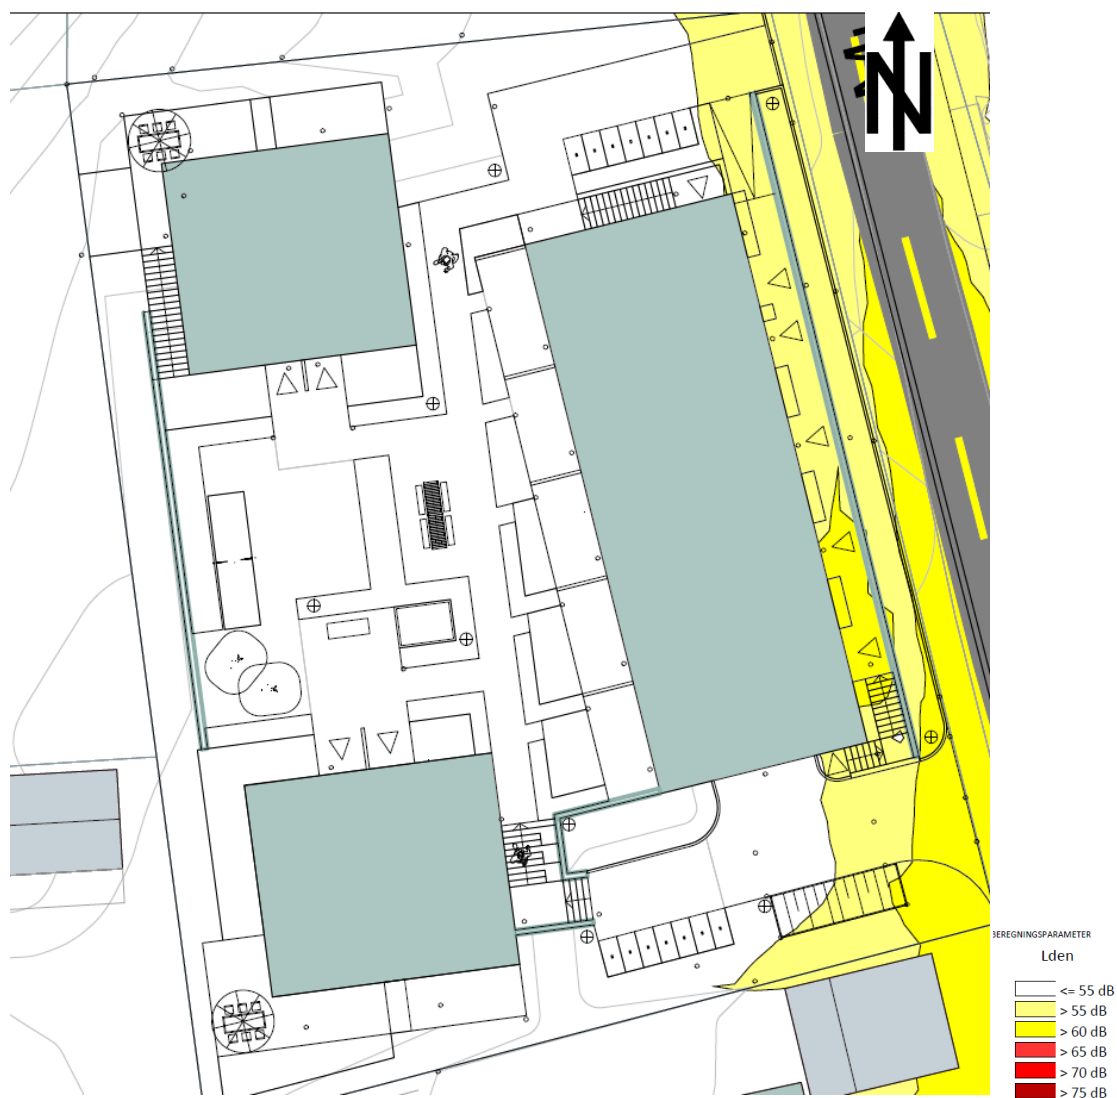 N
BEREGNINGSPARAMETER
Lden
<= 55 dB
> 55 dB
> 60 dB
> 65 dB
> 70 dB
> 75 dB